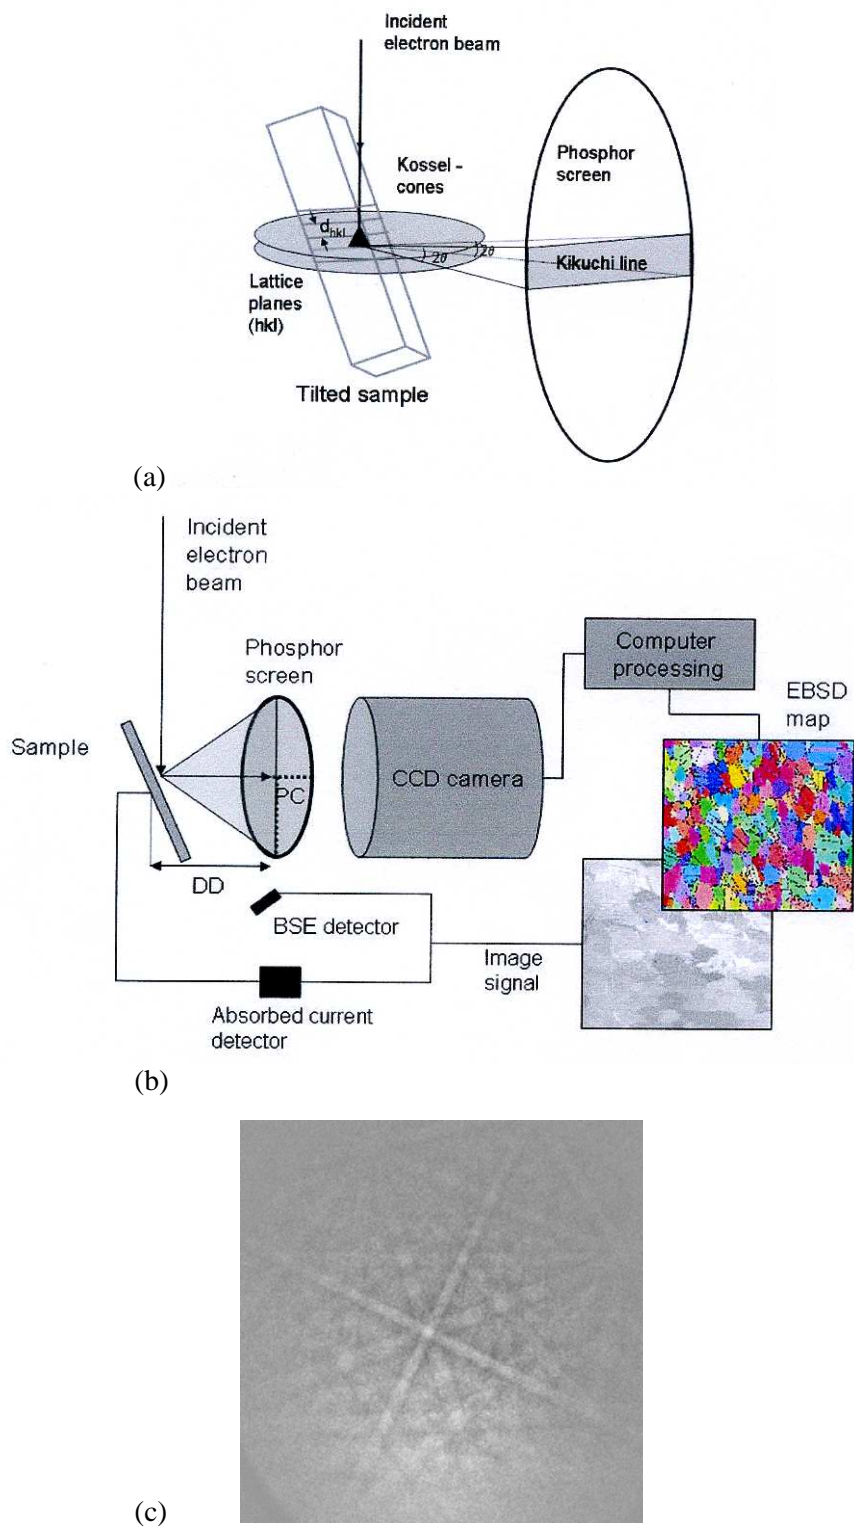 Incident
electron beam
Kossel -
cones
Phosphor
screen
d_hkl
2θ
2θ
Kikuchi line
Lattice
planes
(hkl)
Tilted sample
(a)
Incident
electron
beam
Phosphor
screen
Computer
processing
EBSD
map
Sample
CCD camera
PC
DD
BSE detector
Image
signal
Absorbed current
detector
(b)
(c)